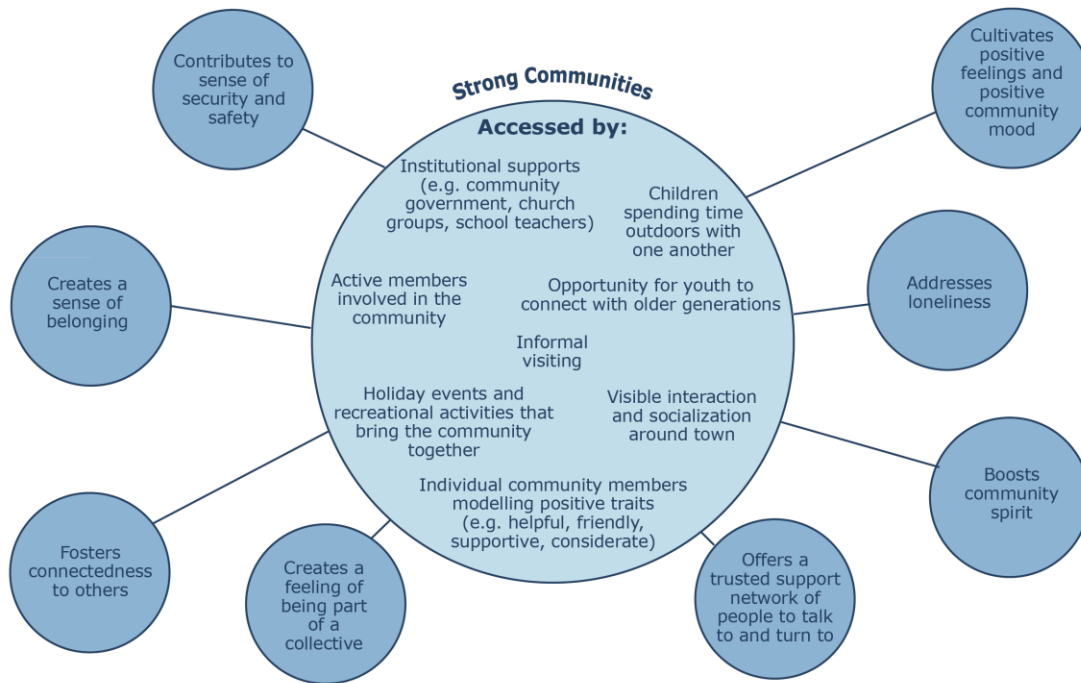 Strong Communities
Accessed by:
Institutional supports
(e.g. community
government, church
groups, school teachers)
Children
spending time
outdoors with
one another
Active members
involved in the
community
Opportunity for youth to
connect with older generations
Informal
visiting
Holiday events and
recreational activities that
bring the community
together
Visible interaction
and socialization
around town
Individual community members
modelling positive traits
(e.g. helpful, friendly,
supportive, considerate)
Contributes to
sense of
security and
safety
Creates a
sense of
belonging
Fosters
connectedness
to others
Creates a
feeling of
being part
of a
collective
Offers a
trusted support
network of
people to talk
to and turn to
Boosts
community
spirit
Addresses
loneliness
Cultivates
positive
feelings and
positive
community
mood